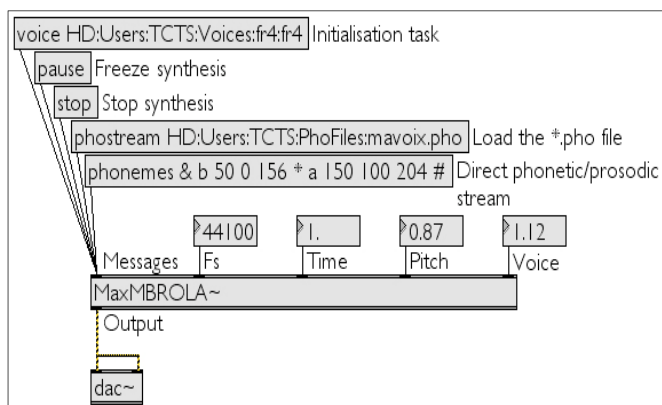 voice HD:Users:TCTS:Voices:fr4:fr4 Initialisation task
pause Freeze synthesis
stop Stop synthesis
phostream HD:Users:TCTS:PhoFiles:mavoix.pho Load the *.pho file
phonemes & b 50 0 156 * a 150 100 204 # Direct phonetic/prosodic
stream
44100 1. 0.87 1.12
Messages Fs Time Pitch Voice
MaxMBROLA~
Output
dac~